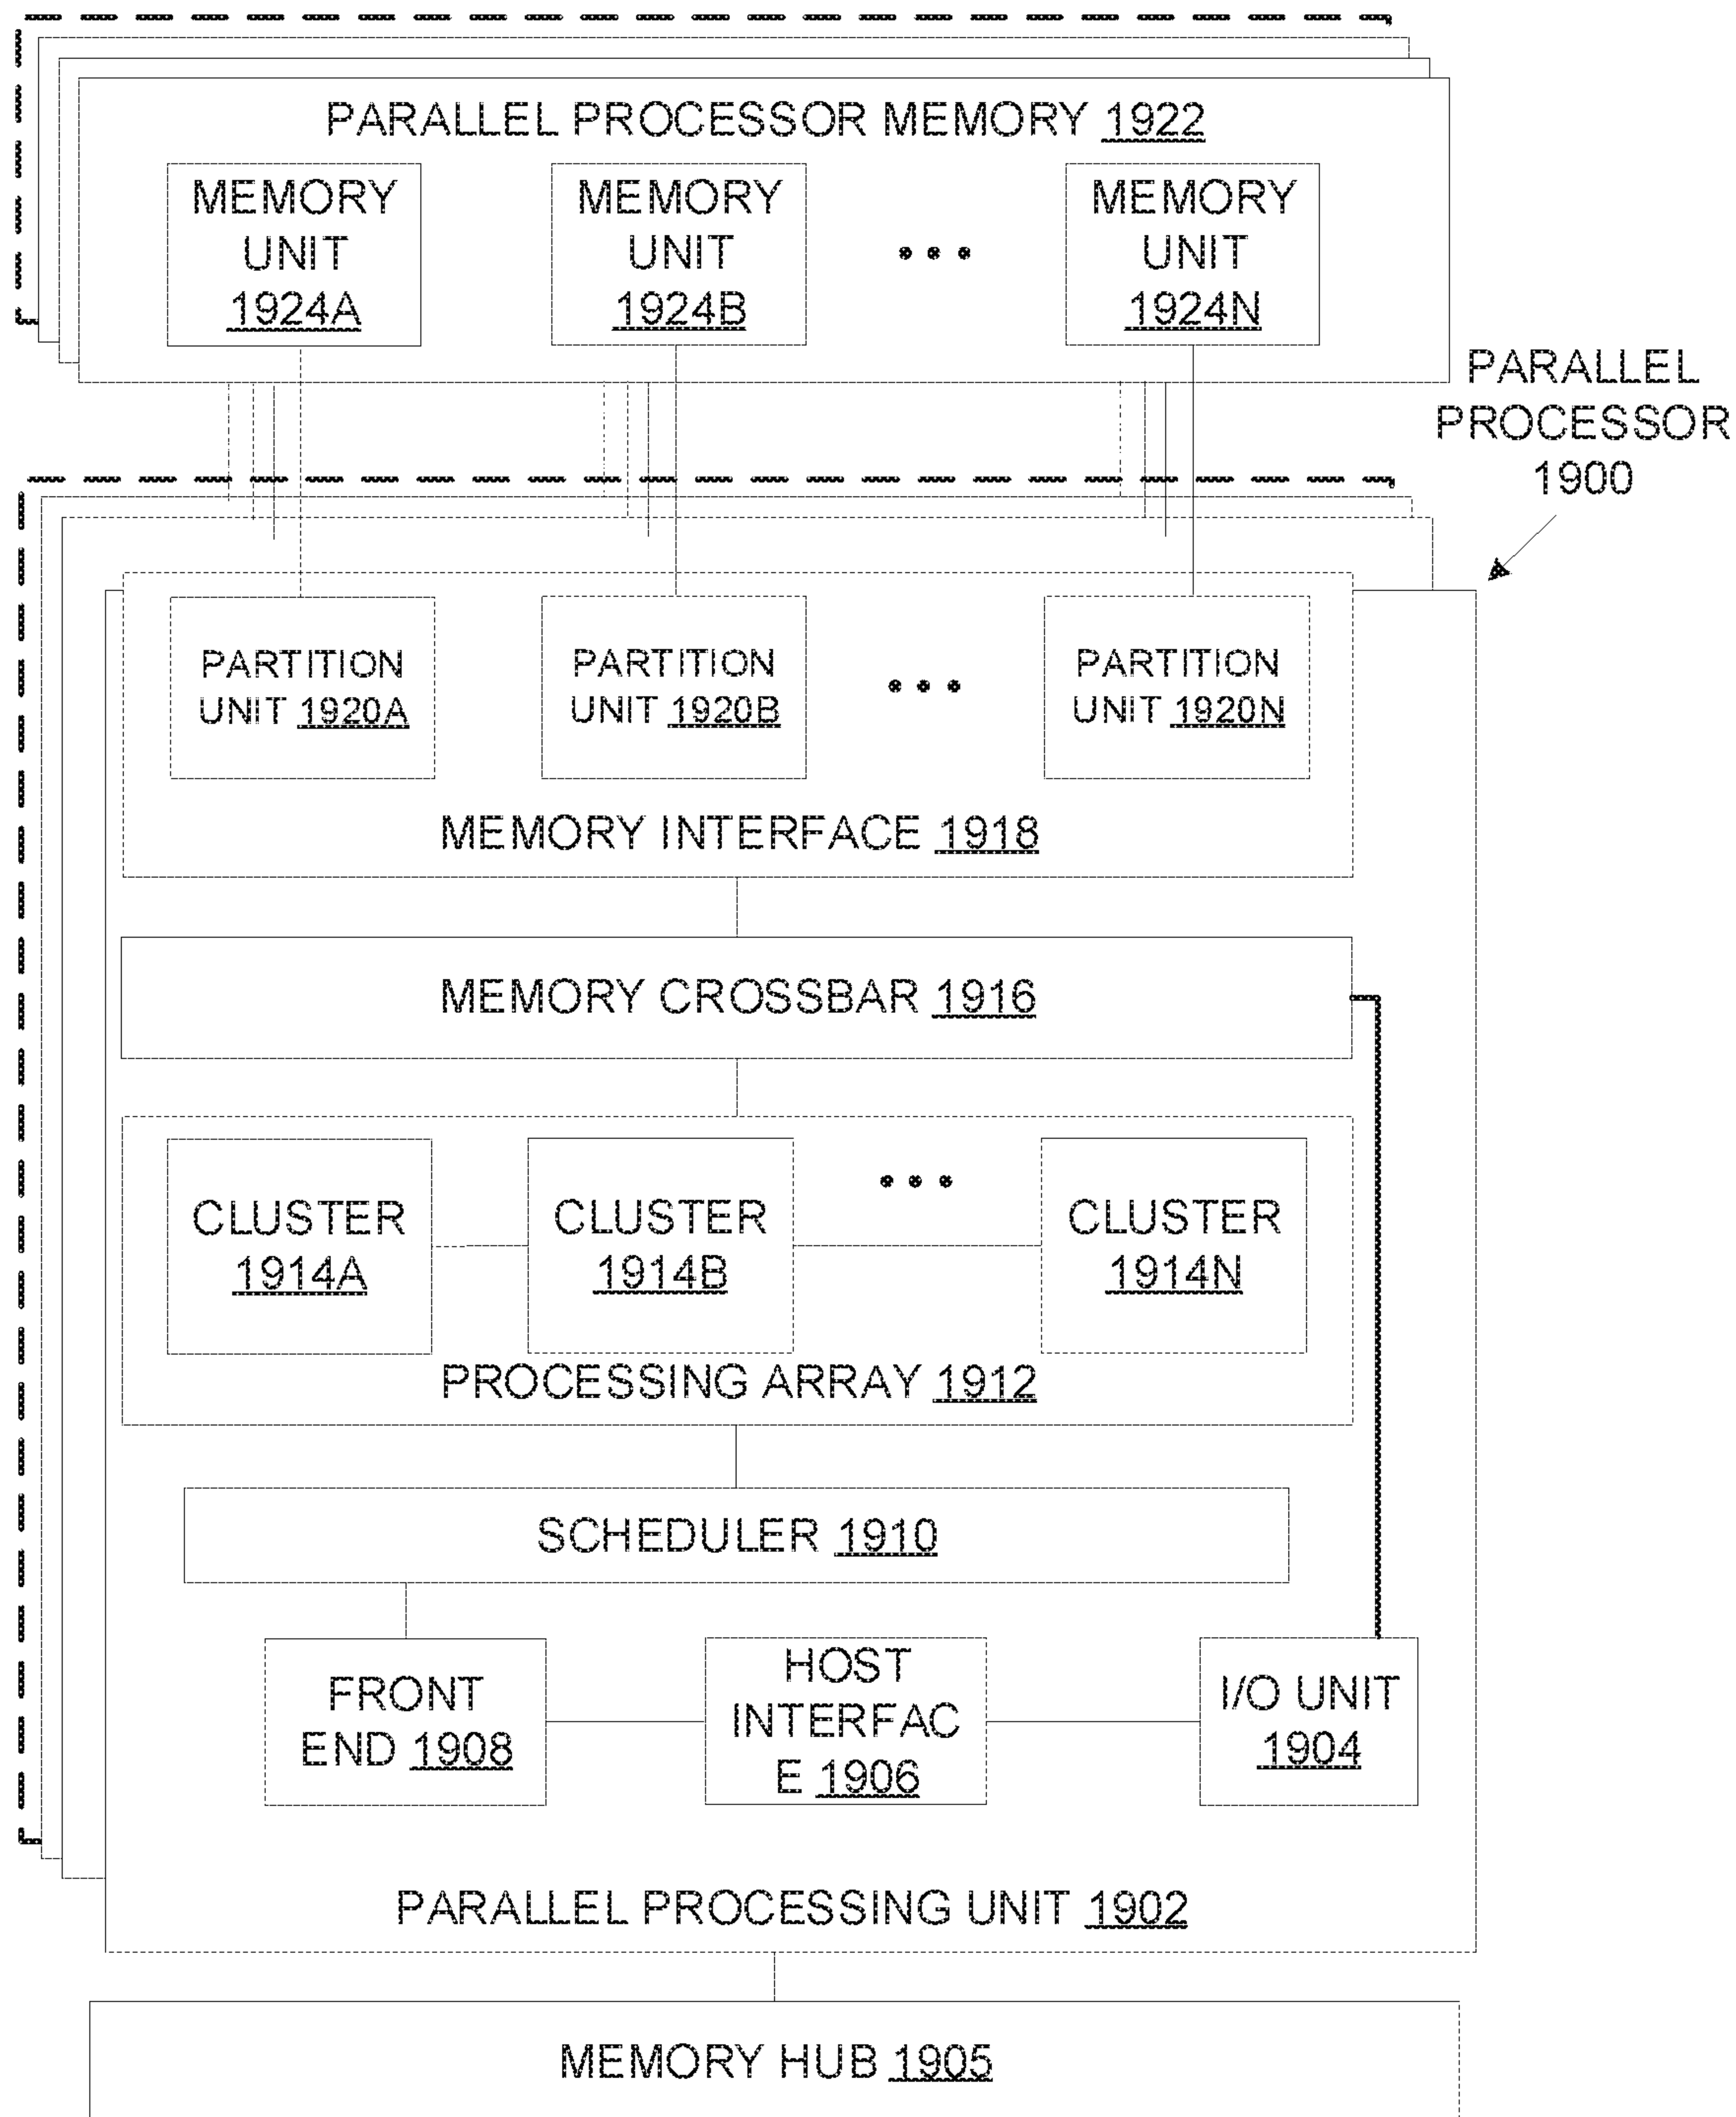 PARALLEL PROCESSOR MEMORY 1922
MEMORY
UNIT
1924A
MEMORY
UNIT
1924B
MEMORY
UNIT
1924N
PARALLEL
PROCESSOR
1900
PARTITION
UNIT 1920A
PARTITION
UNIT 1920B
PARTITION
UNIT 1920N
MEMORY INTERFACE 1918
MEMORY CROSSBAR 1916
CLUSTER
1914A
CLUSTER
1914B
CLUSTER
1914N
PROCESSING ARRAY 1912
SCHEDULER 1910
FRONT
END 1908
HOST
INTERFAC
E 1906
I/O UNIT
1904
PARALLEL PROCESSING UNIT 1902
MEMORY HUB 1905